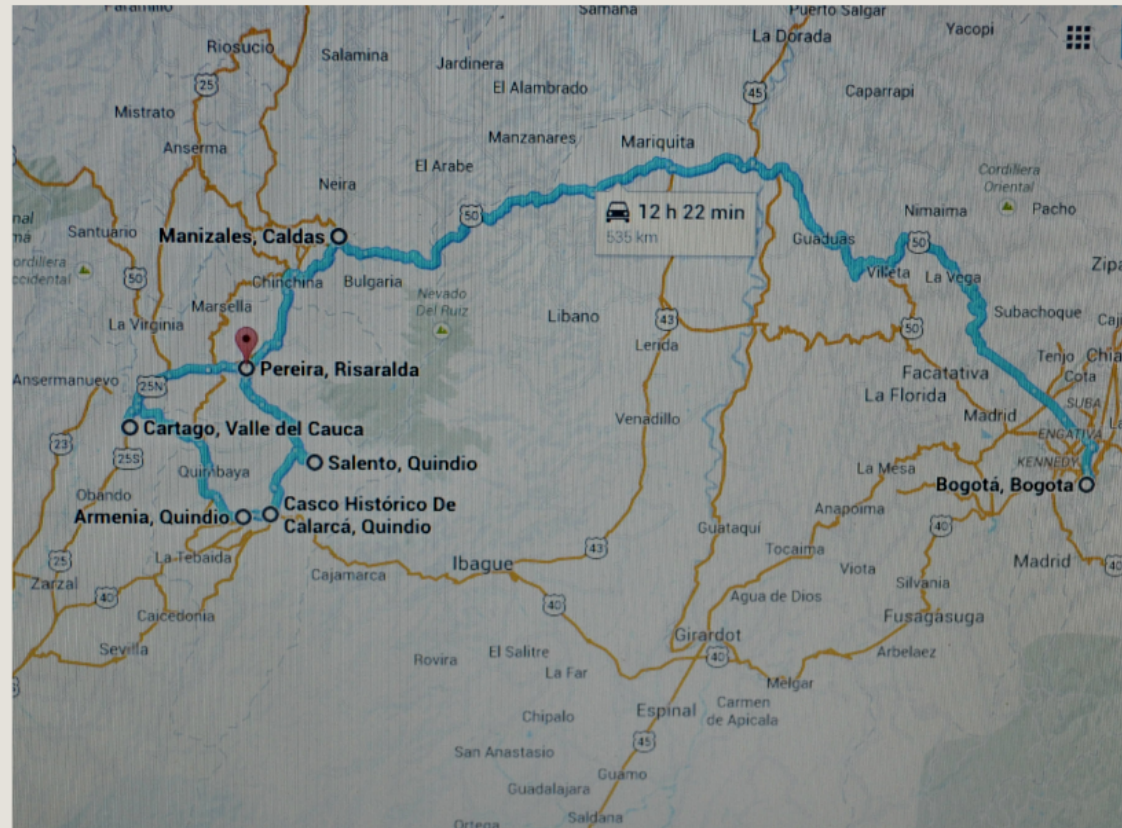 Paramillo
Samana
Puerto Salgar
Yacopi
Riosucio
Salamina
Jardinera
La Dorada
25
El Alambrado
45
Caparrapi
Mistrato
Manzanares
Mariquita
Anserma
El Arabe
Neira
Cordillera
Oriental
12 h 22 min
535 km
Nimaima
Pacho
Santuario
50
Manizales, Caldas
Guaduas
50
Villeta
La Vega
50
Chinchina
Bulgaria
Marsella
Nevado
Del Ruiz
Libano
43
Subachoque
La Virginia
50
Lerida
Tenjo
Chia
Cota
Pereira, Risaralda
Ansermanuevo
25N
Facatativa
La Florida
SUBA
Madrid
Venadillo
Cartago, Valle del Cauca
ENGATIVA
23
25S
KENNEDY
Quimbaya
Salento, Quindio
La Mesa
Bogotá, Bogota
Obando
Casco Histórico De
Calarcá, Quindio
Armenia, Quindio
Anapoima
Guataqui
40
La Tebaida
43
Tocaima
25
Ibague
Cajamarca
Viota
Madrid
40
Zarzal
40
Silvania
Agua de Dios
40
Caicedonia
Fusagasuga
Sevilla
Girardot
40
El Salitre
Arbelaez
Rovira
La Far
Melgar
Chipalo
Espinal
Carmen
de Apicala
45
San Anastasio
Guamo
Guadalajara
Saldana
Ortega